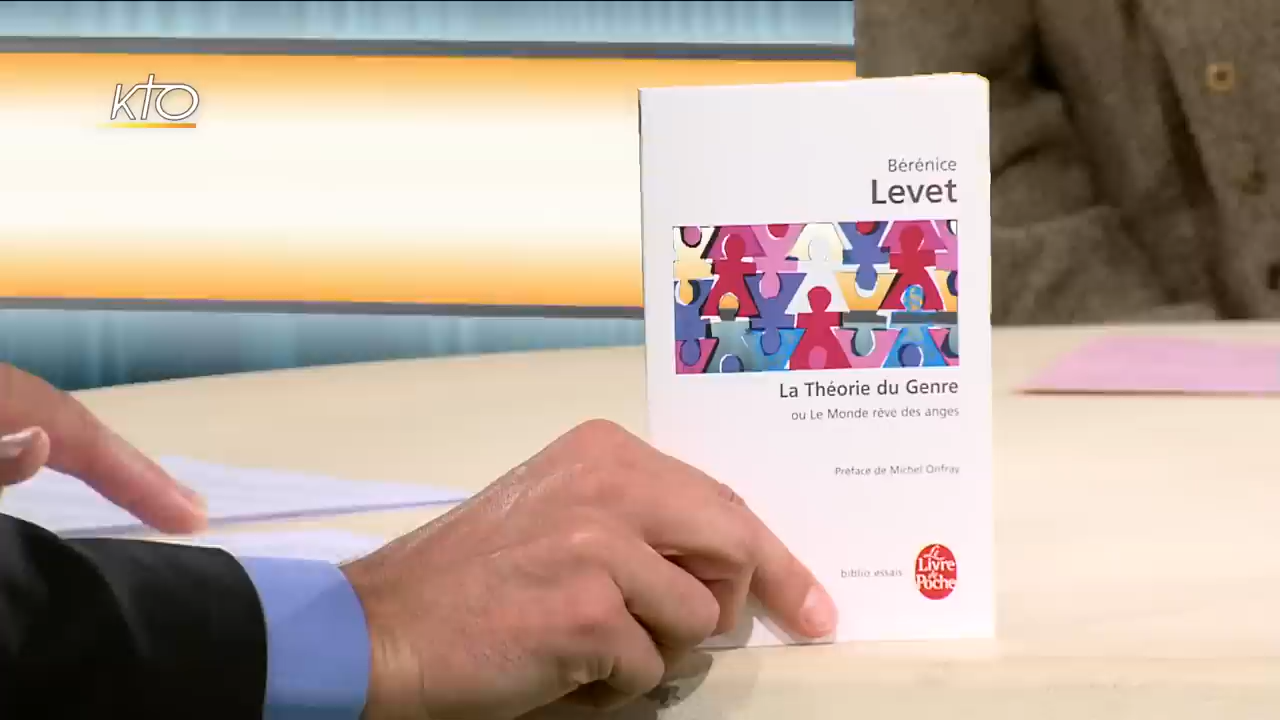 KTO
Bérénice
Levet
La Théorie du Genre
ou Le Monde rêvé des anges
Préface de Michel Onfray
biblio essais
Le
Livre
de
Poche